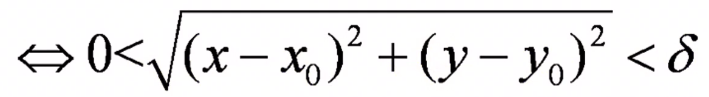 ⇔ 0<√((x − x₀)² + (y − y₀)²) < δ